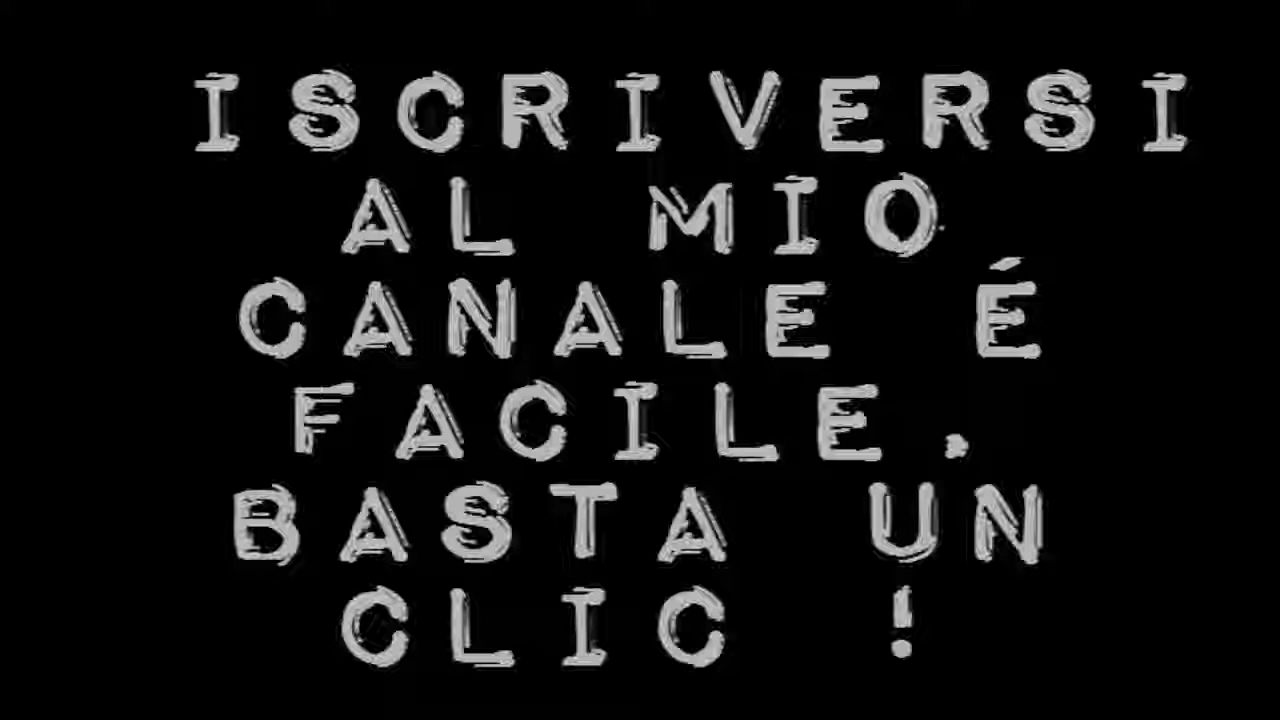 ISCRIVERSI
AL MIO
CANALE É
FACILE.
BASTA UN
CLIC !